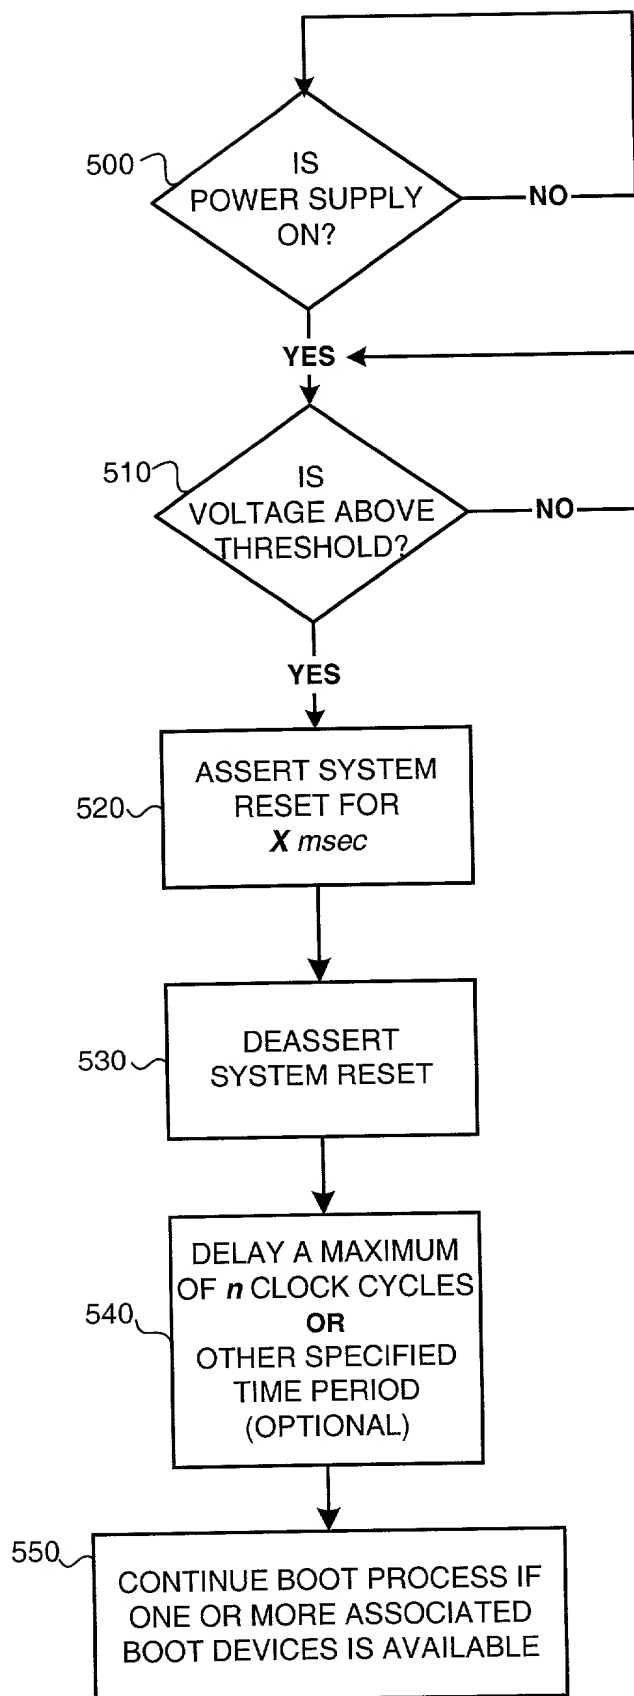 500
IS
POWER SUPPLY
ON?
NO
YES
510
IS
VOLTAGE ABOVE
THRESHOLD?
NO
YES
520
ASSERT SYSTEM
RESET FOR
X msec
530
DEASSERT
SYSTEM RESET
540
DELAY A MAXIMUM
OF n CLOCK CYCLES
OR
OTHER SPECIFIED
TIME PERIOD
(OPTIONAL)
550
CONTINUE BOOT PROCESS IF
ONE OR MORE ASSOCIATED
BOOT DEVICES IS AVAILABLE